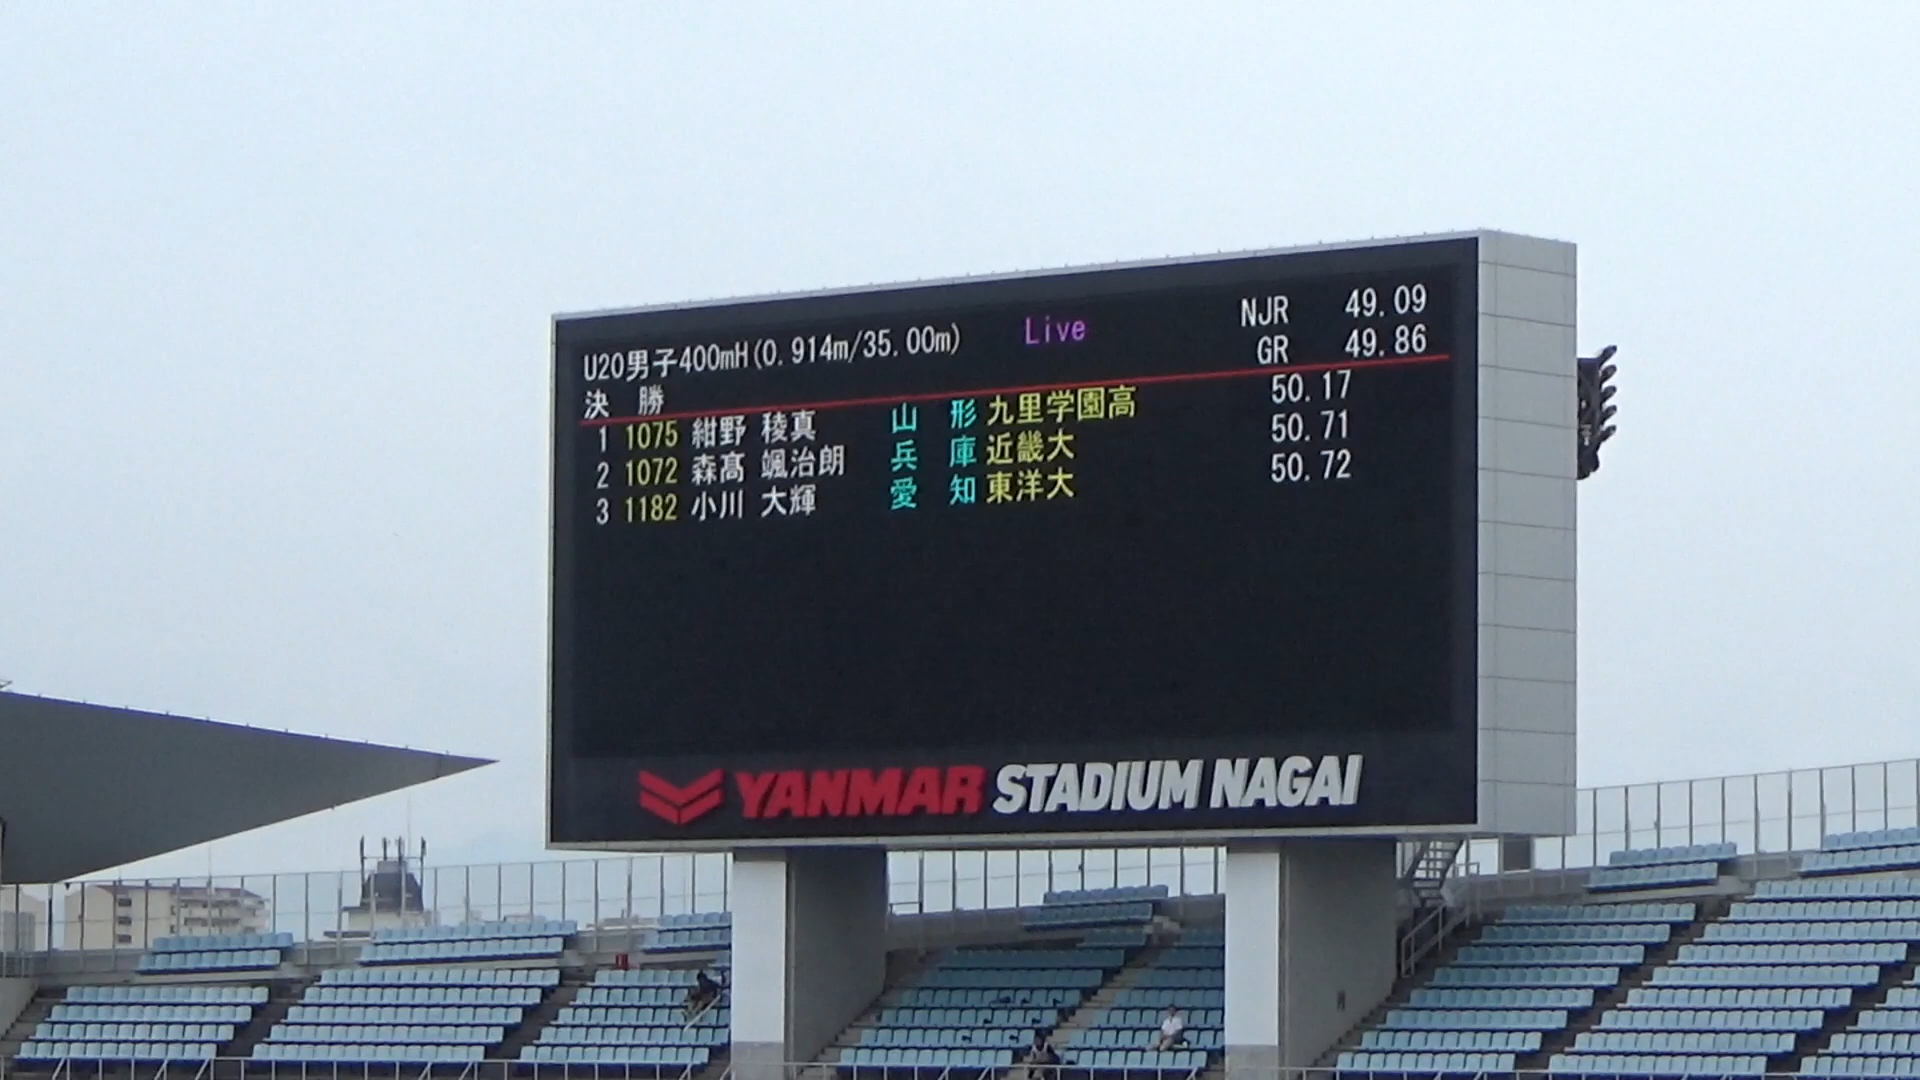 U20男子400mH(0.914m/35.00m) Live NJR 49.09
決 勝 GR 49.86
1 1075 紺野 稜真 山 形 九里学園高 50.17
2 1072 森髙 颯治朗 兵 庫 近畿大 50.71
3 1182 小川 大輝 愛 知 東洋大 50.72
YANMAR STADIUM NAGAI